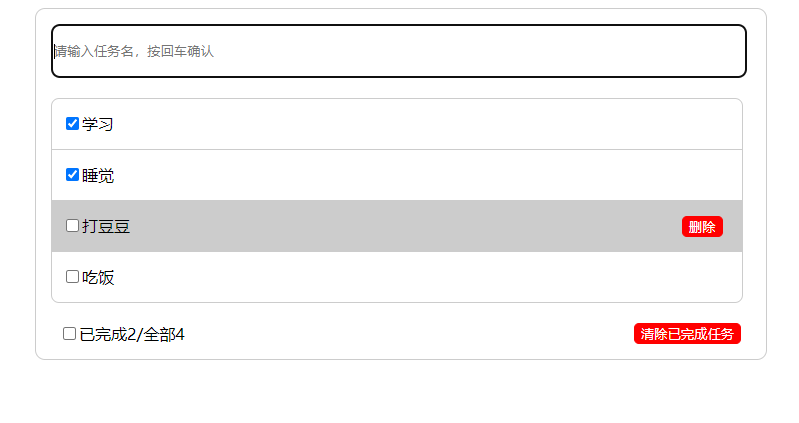 请输入任务名，按回车确认
学习
睡觉
打豆豆
删除
吃饭
已完成2/全部4
清除已完成任务